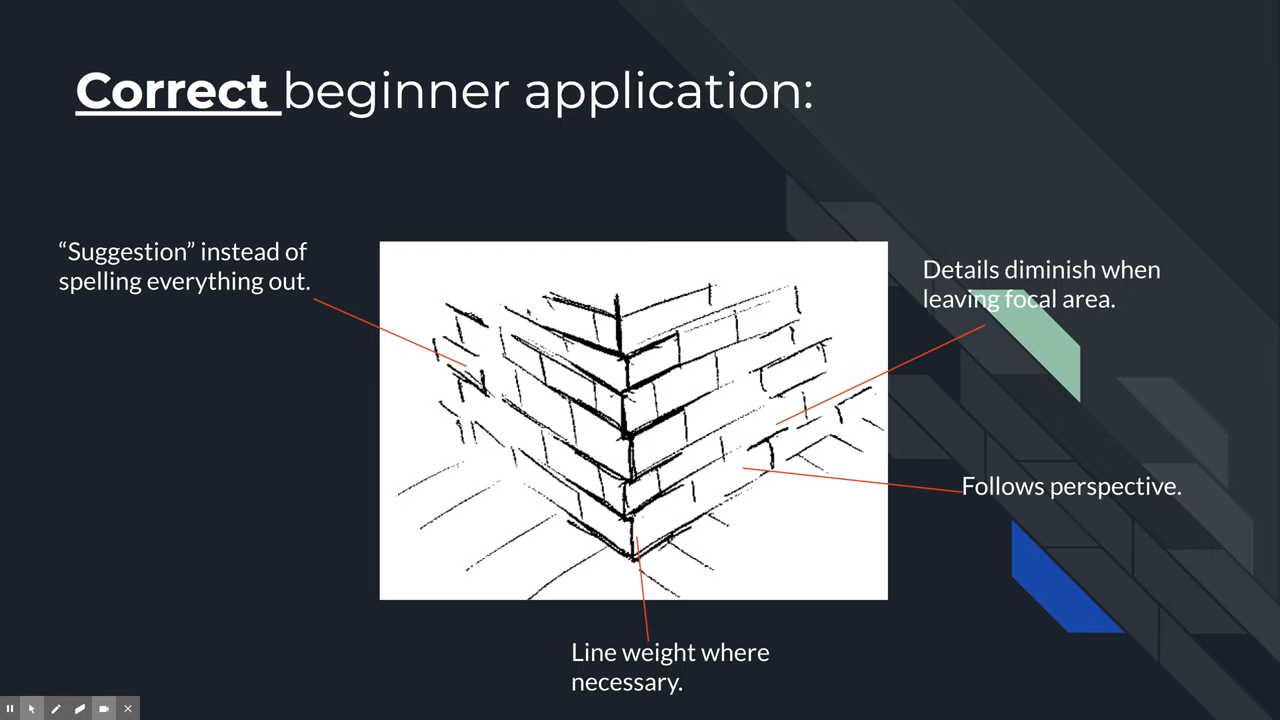 Correct beginner application:
“Suggestion” instead of
spelling everything out.
Details diminish when
leaving focal area.
Follows perspective.
Line weight where
necessary.